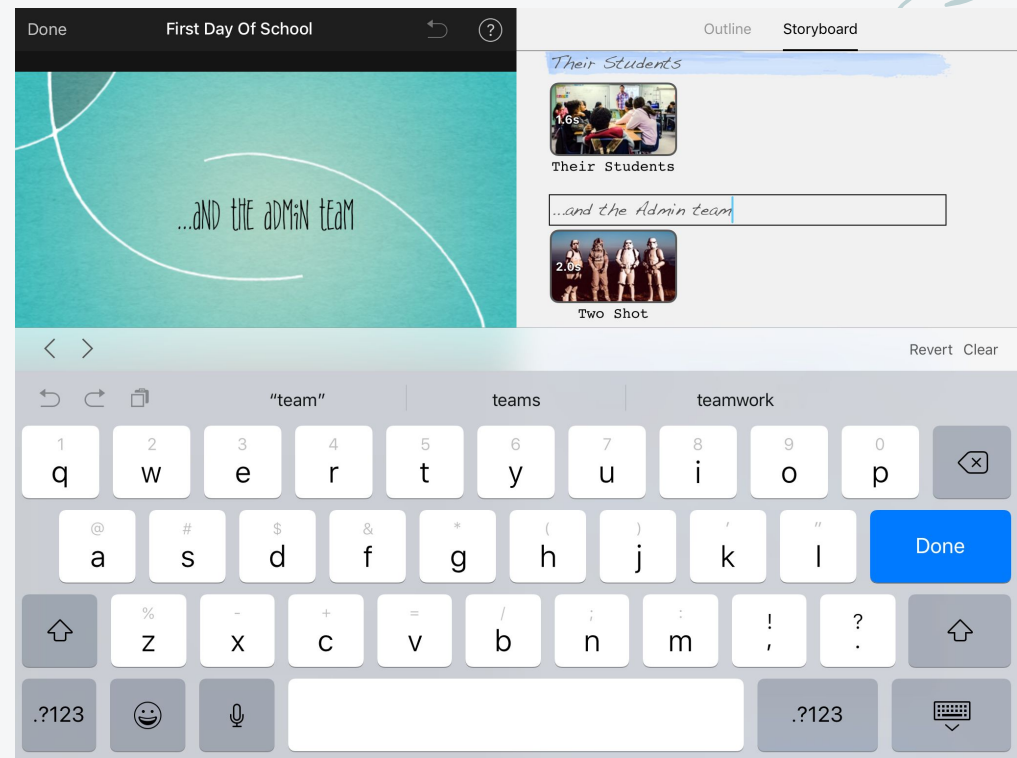 Done First Day Of School ?
Outline Storyboard
...aND tHE aDMiN tEaM
Their Students
1.6s
Their Students
...and the Admin team
2.0s
Two Shot
Revert Clear
“team” teams teamwork
1 2 3 4 5 6 7 8 9 0
q w e r t y u i o p
@ # $ & * ( ) ' "
a s d f g h j k l Done
% - + = / ; : ! ?
z x c v b n m , .
.?123 .?123